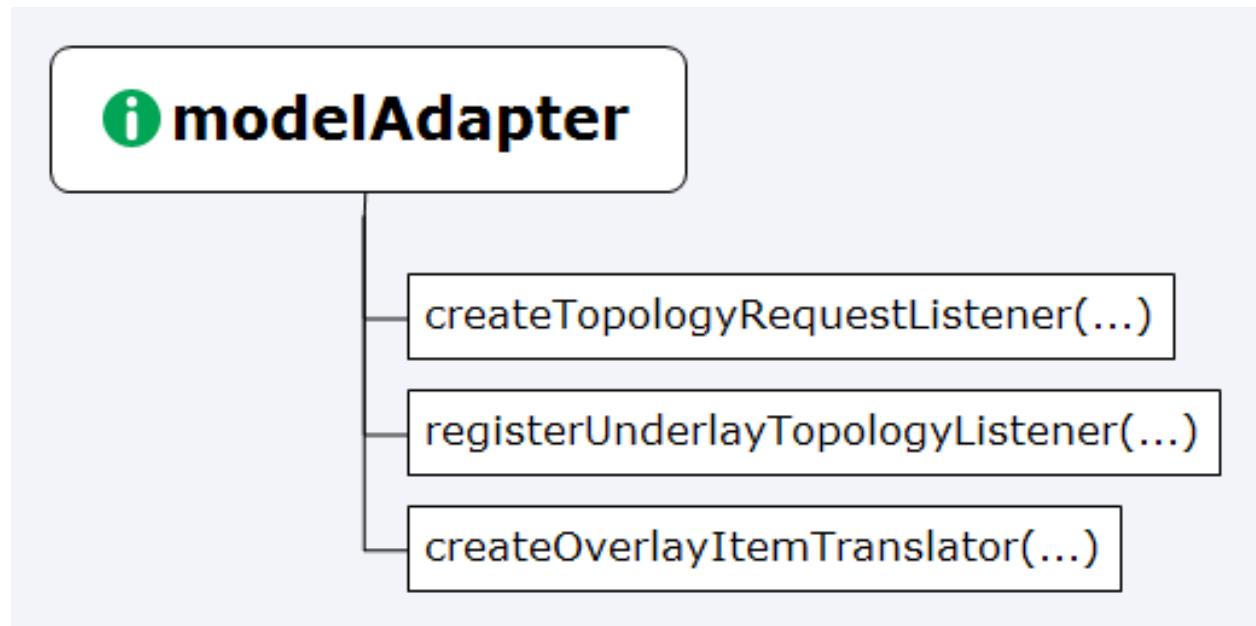 modelAdapter
createTopologyRequestListener(...)
registerUnderlayTopologyListener(...)
createOverlayItemTranslator(...)